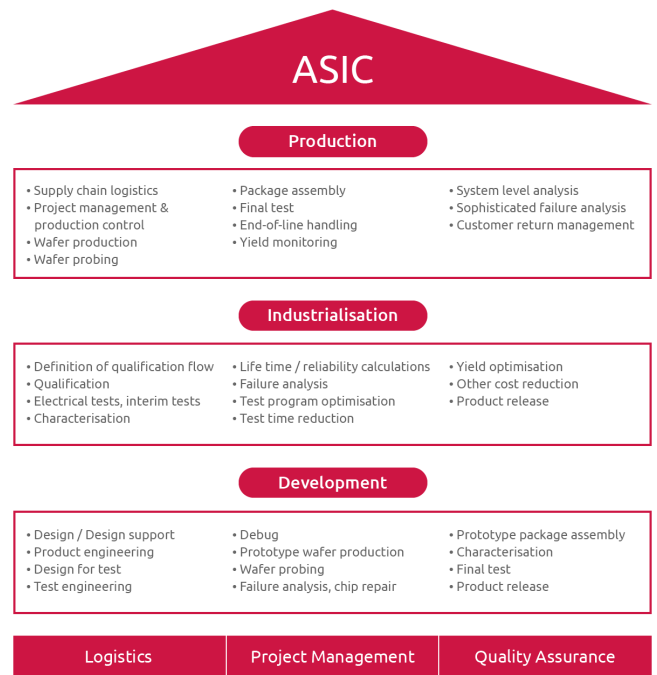 ASIC
Production
• Supply chain logistics
• Project management &
production control
• Wafer production
• Wafer probing
• Package assembly
• Final test
• End-of-line handling
• Yield monitoring
• System level analysis
• Sophisticated failure analysis
• Customer return management
Industrialisation
• Definition of qualification flow
• Qualification
• Electrical tests, interim tests
• Characterisation
• Life time / reliability calculations
• Failure analysis
• Test program optimisation
• Test time reduction
• Yield optimisation
• Other cost reduction
• Product release
Development
• Design / Design support
• Product engineering
• Design for test
• Test engineering
• Debug
• Prototype wafer production
• Wafer probing
• Failure analysis, chip repair
• Prototype package assembly
• Characterisation
• Final test
• Product release
Logistics
Project Management
Quality Assurance